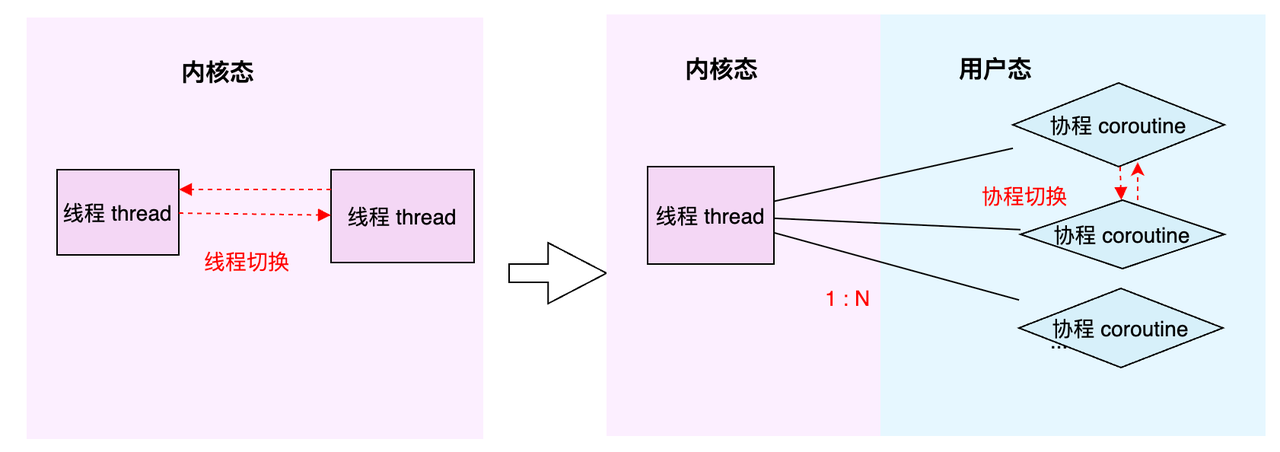 内核态
线程 thread
线程 thread
线程切换
内核态
用户态
线程 thread
1 : N
协程 coroutine
协程切换
协程 coroutine
协程 coroutine
...